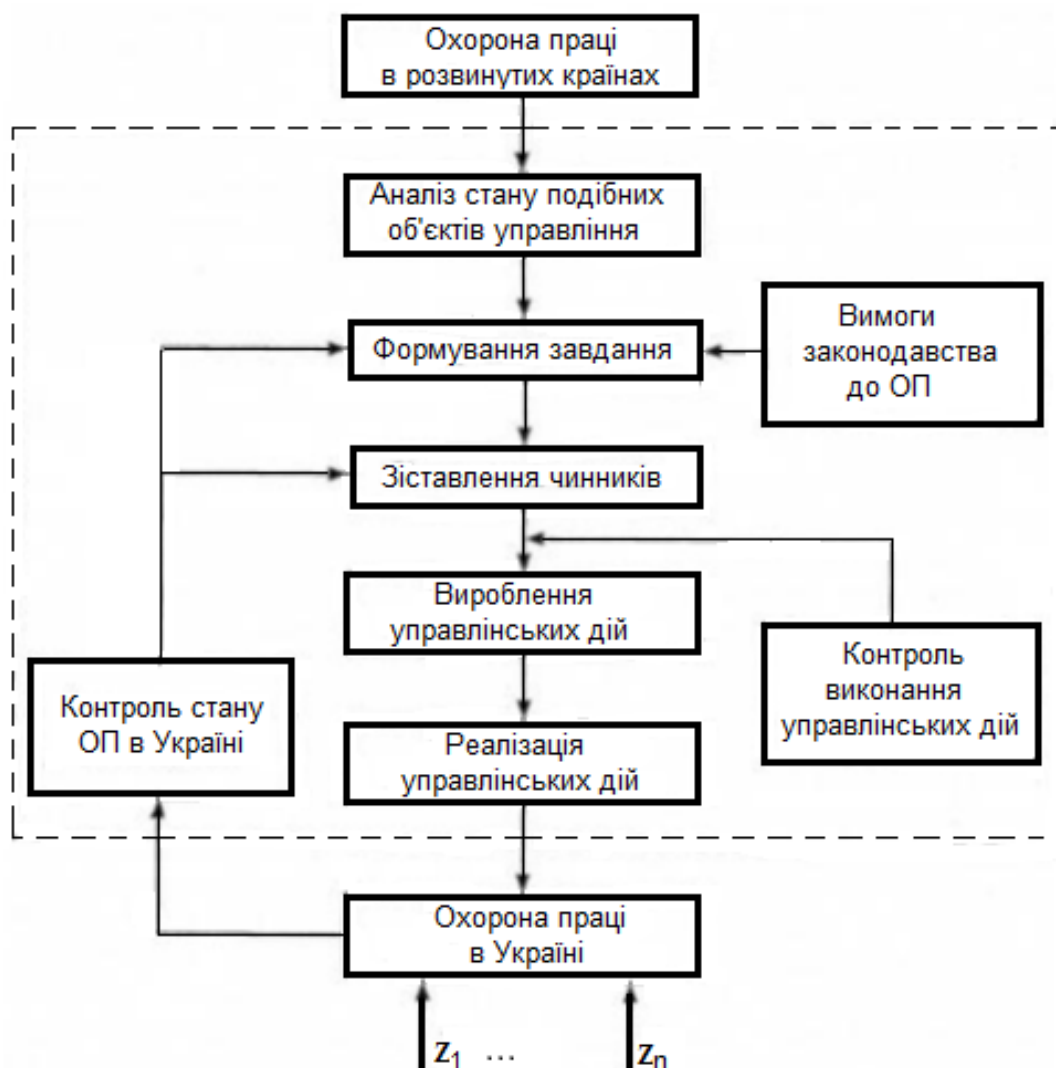 Охорона праці
в розвинутих країнах
Аналіз стану подібних
об'єктів управління
Формування завдання
Вимоги
законодавства
до ОП
Зіставлення чинників
Вироблення
управлінських дій
Контроль
виконання
управлінських дій
Контроль стану
ОП в Україні
Реалізація
управлінських дій
Охорона праці
в Україні
Z1 ... Zn